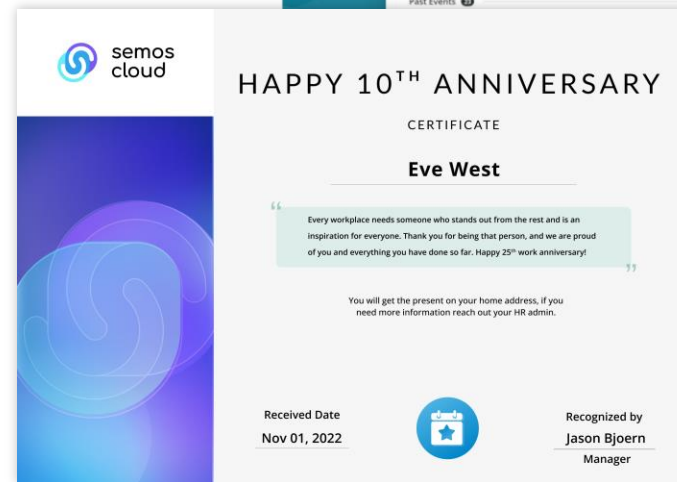 Past Events 23
semos
cloud
HAPPY 10TH ANNIVERSARY
CERTIFICATE
Eve West
“
Every workplace needs someone who stands out from the rest and is an
inspiration for everyone. Thank you for being that person, and we are proud
of you and everything you have done so far. Happy 25th work anniversary!
”
You will get the present on your home address, if you
need more information reach out your HR admin.
Received Date
Nov 01, 2022
Recognized by
Jason Bjoern
Manager